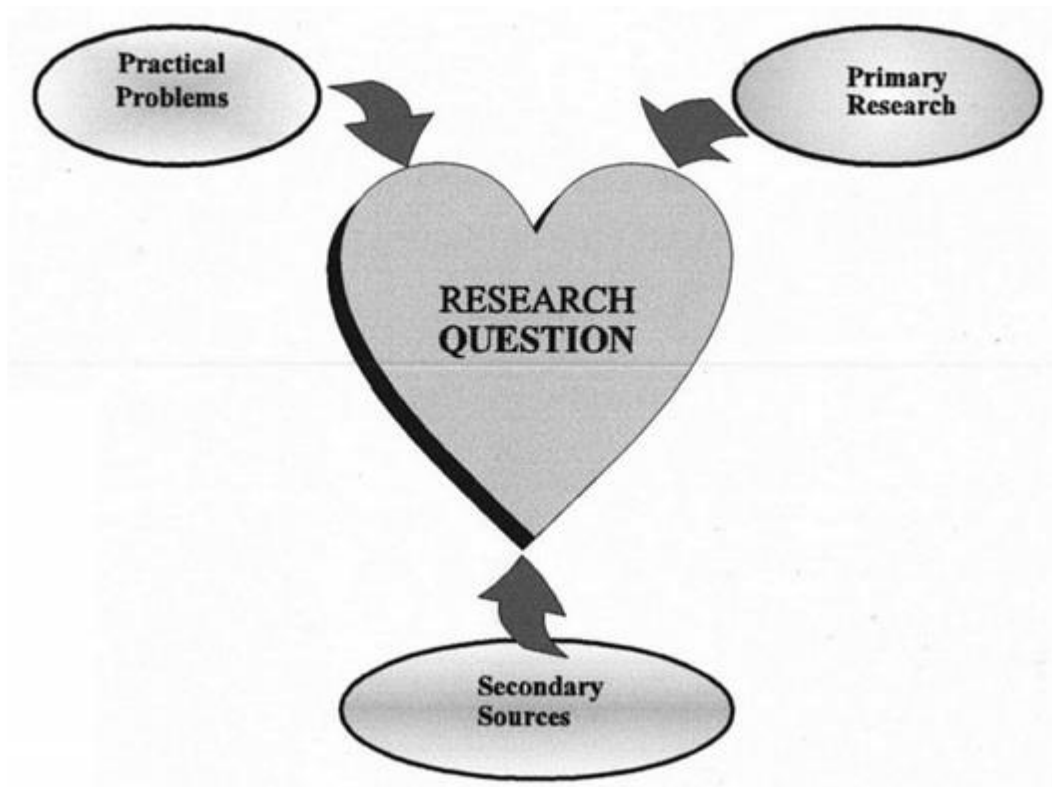 Practical
Problems
Primary
Research
RESEARCH
QUESTION
Secondary
Sources